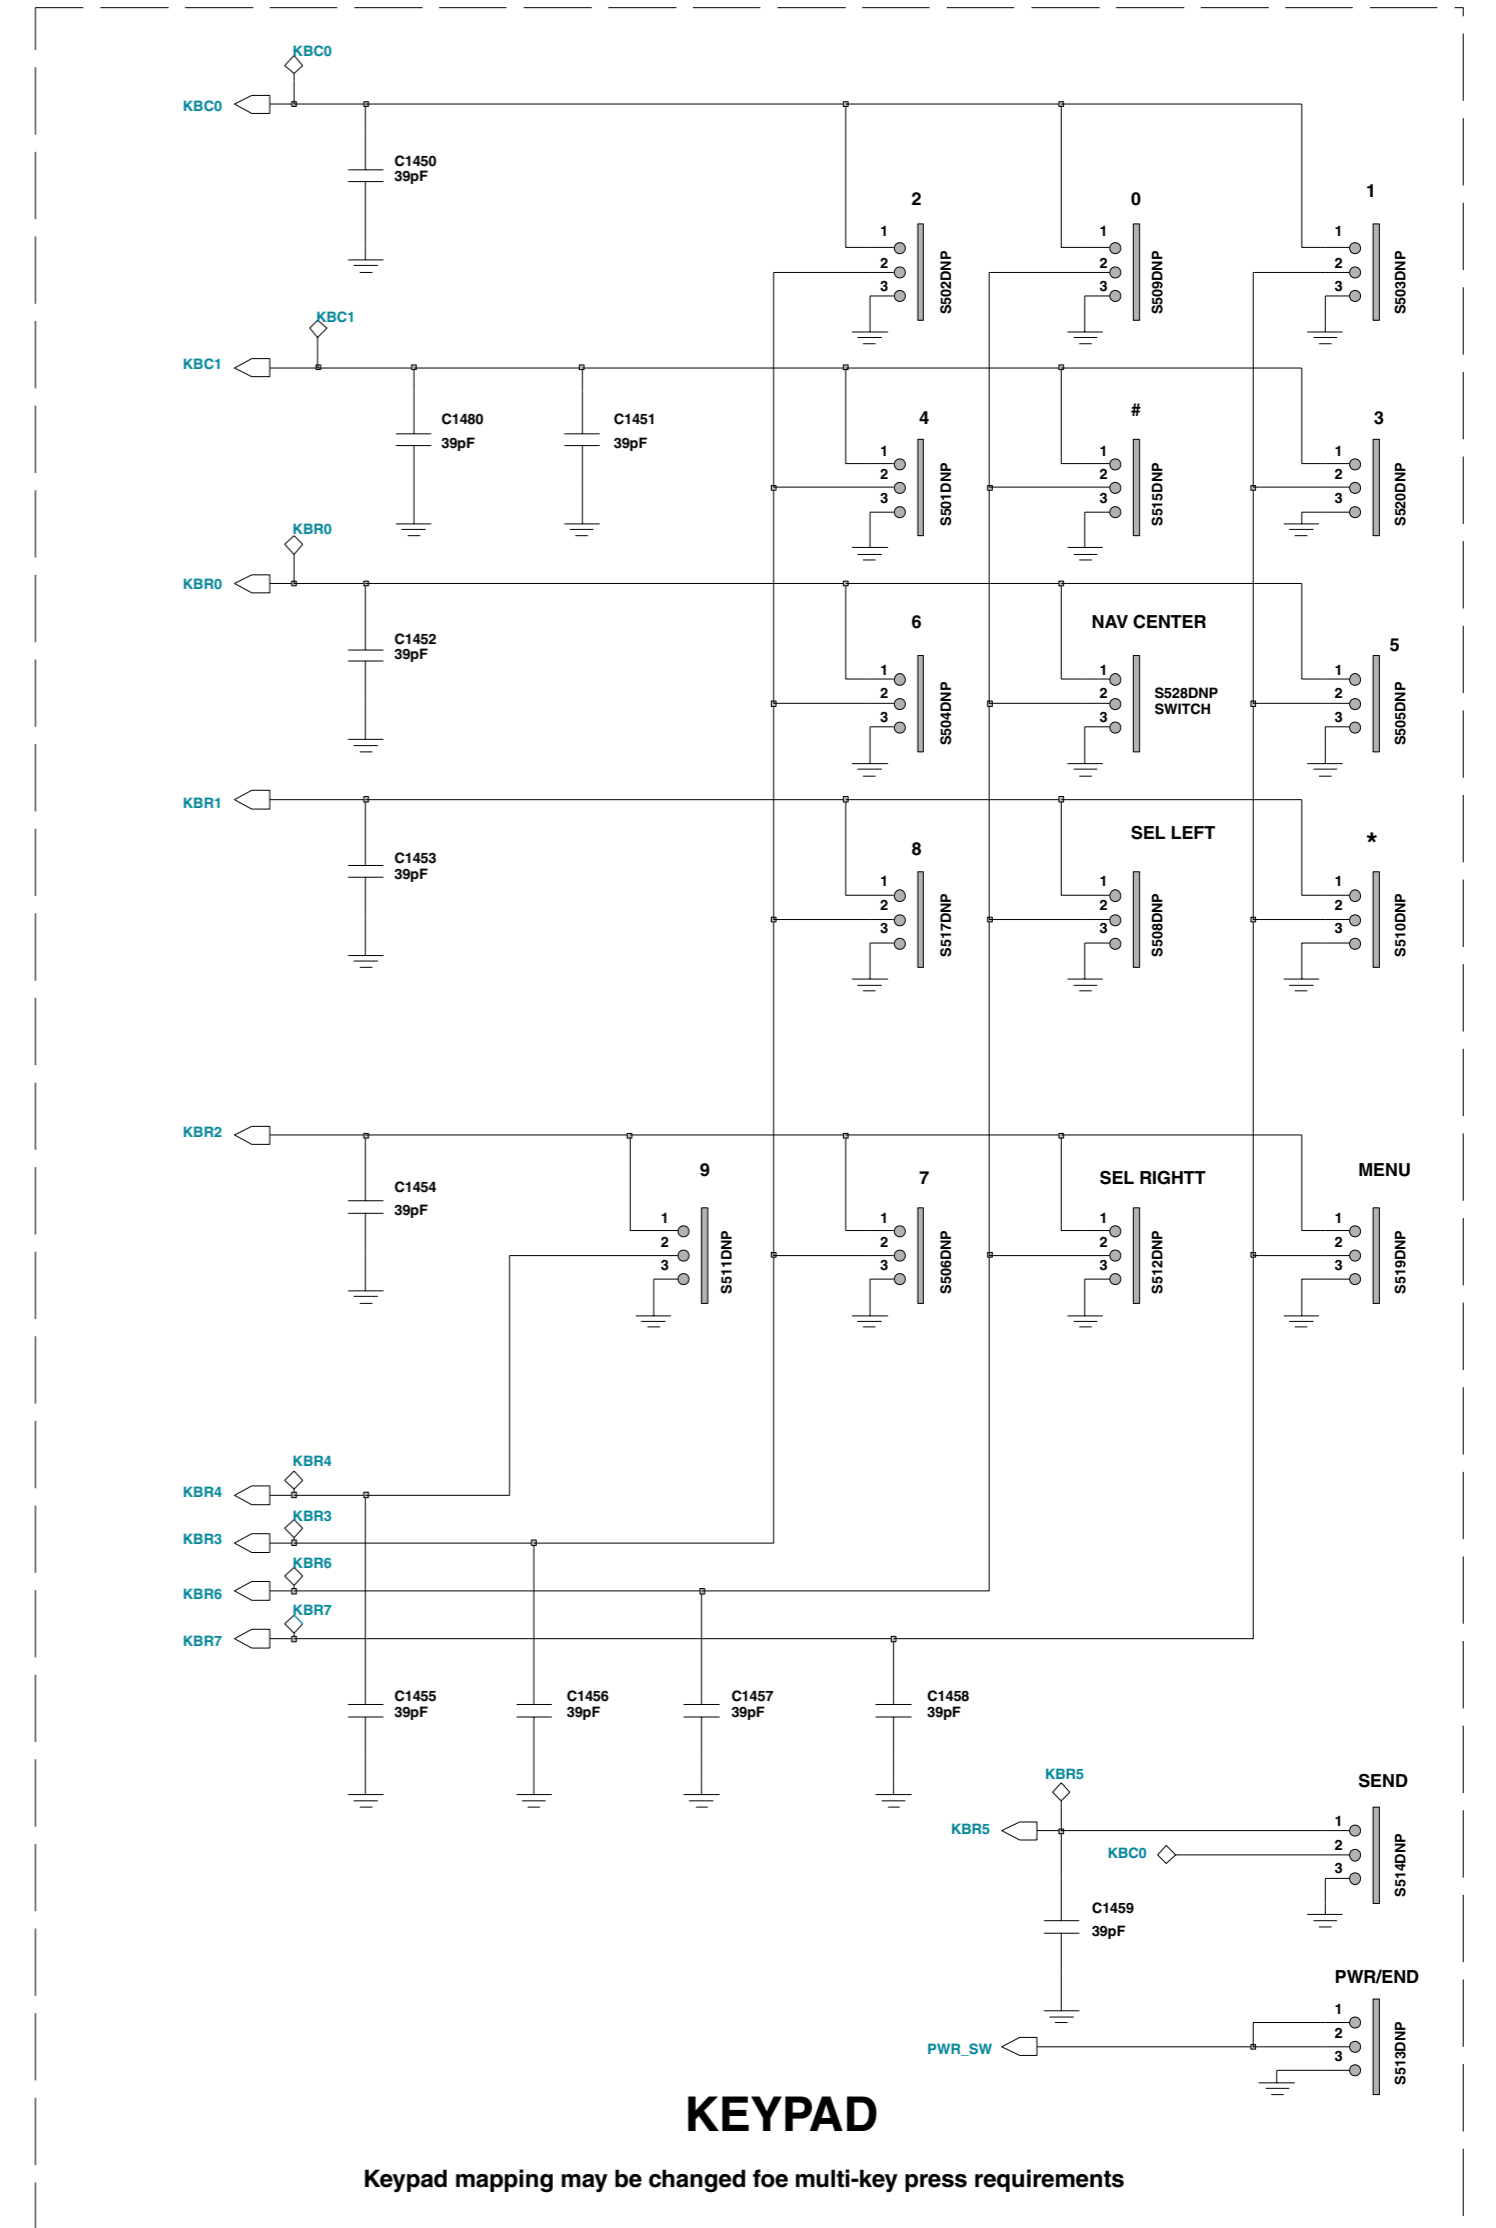 KBC0
KBC0
C1450
39pF
2
1
2
3
S502DNP
0
1
2
3
S509DNP
1
1
2
3
S503DNP
KBC1
KBC1
C1480
39pF
C1451
39pF
4
1
2
3
S501DNP
#
1
2
3
S515DNP
3
1
2
3
S520DNP
KBR0
KBR0
C1452
39pF
6
1
2
3
S504DNP
NAV CENTER
1
2
3
S528DNP
SWITCH
5
1
2
3
S505DNP
KBR1
C1453
39pF
8
1
2
3
S517DNP
SEL LEFT
1
2
3
S508DNP
*
1
2
3
S510DNP
KBR2
C1454
39pF
9
1
2
3
S511DNP
7
1
2
3
S506DNP
SEL RIGHTT
1
2
3
S512DNP
MENU
1
2
3
S519DNP
KBR4
KBR4
KBR3
KBR3
KBR6
KBR6
KBR7
KBR7
C1455
39pF
C1456
39pF
C1457
39pF
C1458
39pF
KBR5
KBR5
KBC0
SEND
1
2
3
S514DNP
C1459
39pF
PWR/END
PWR_SW
1
2
3
S513DNP
KEYPAD
Keypad mapping may be changed foe multi-key press requirements